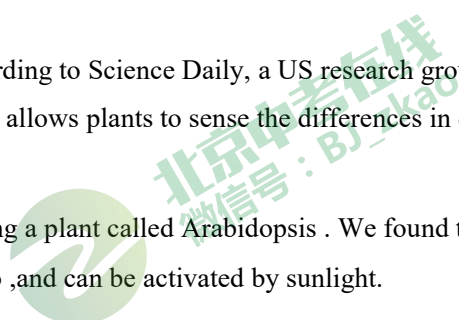 rding to Science Daily, a US research grou
allows plants to sense the differences in
北京中考在线
微信号：BJ_zkao
ng a plant called Arabidopsis . We found t
,and can be activated by sunlight.